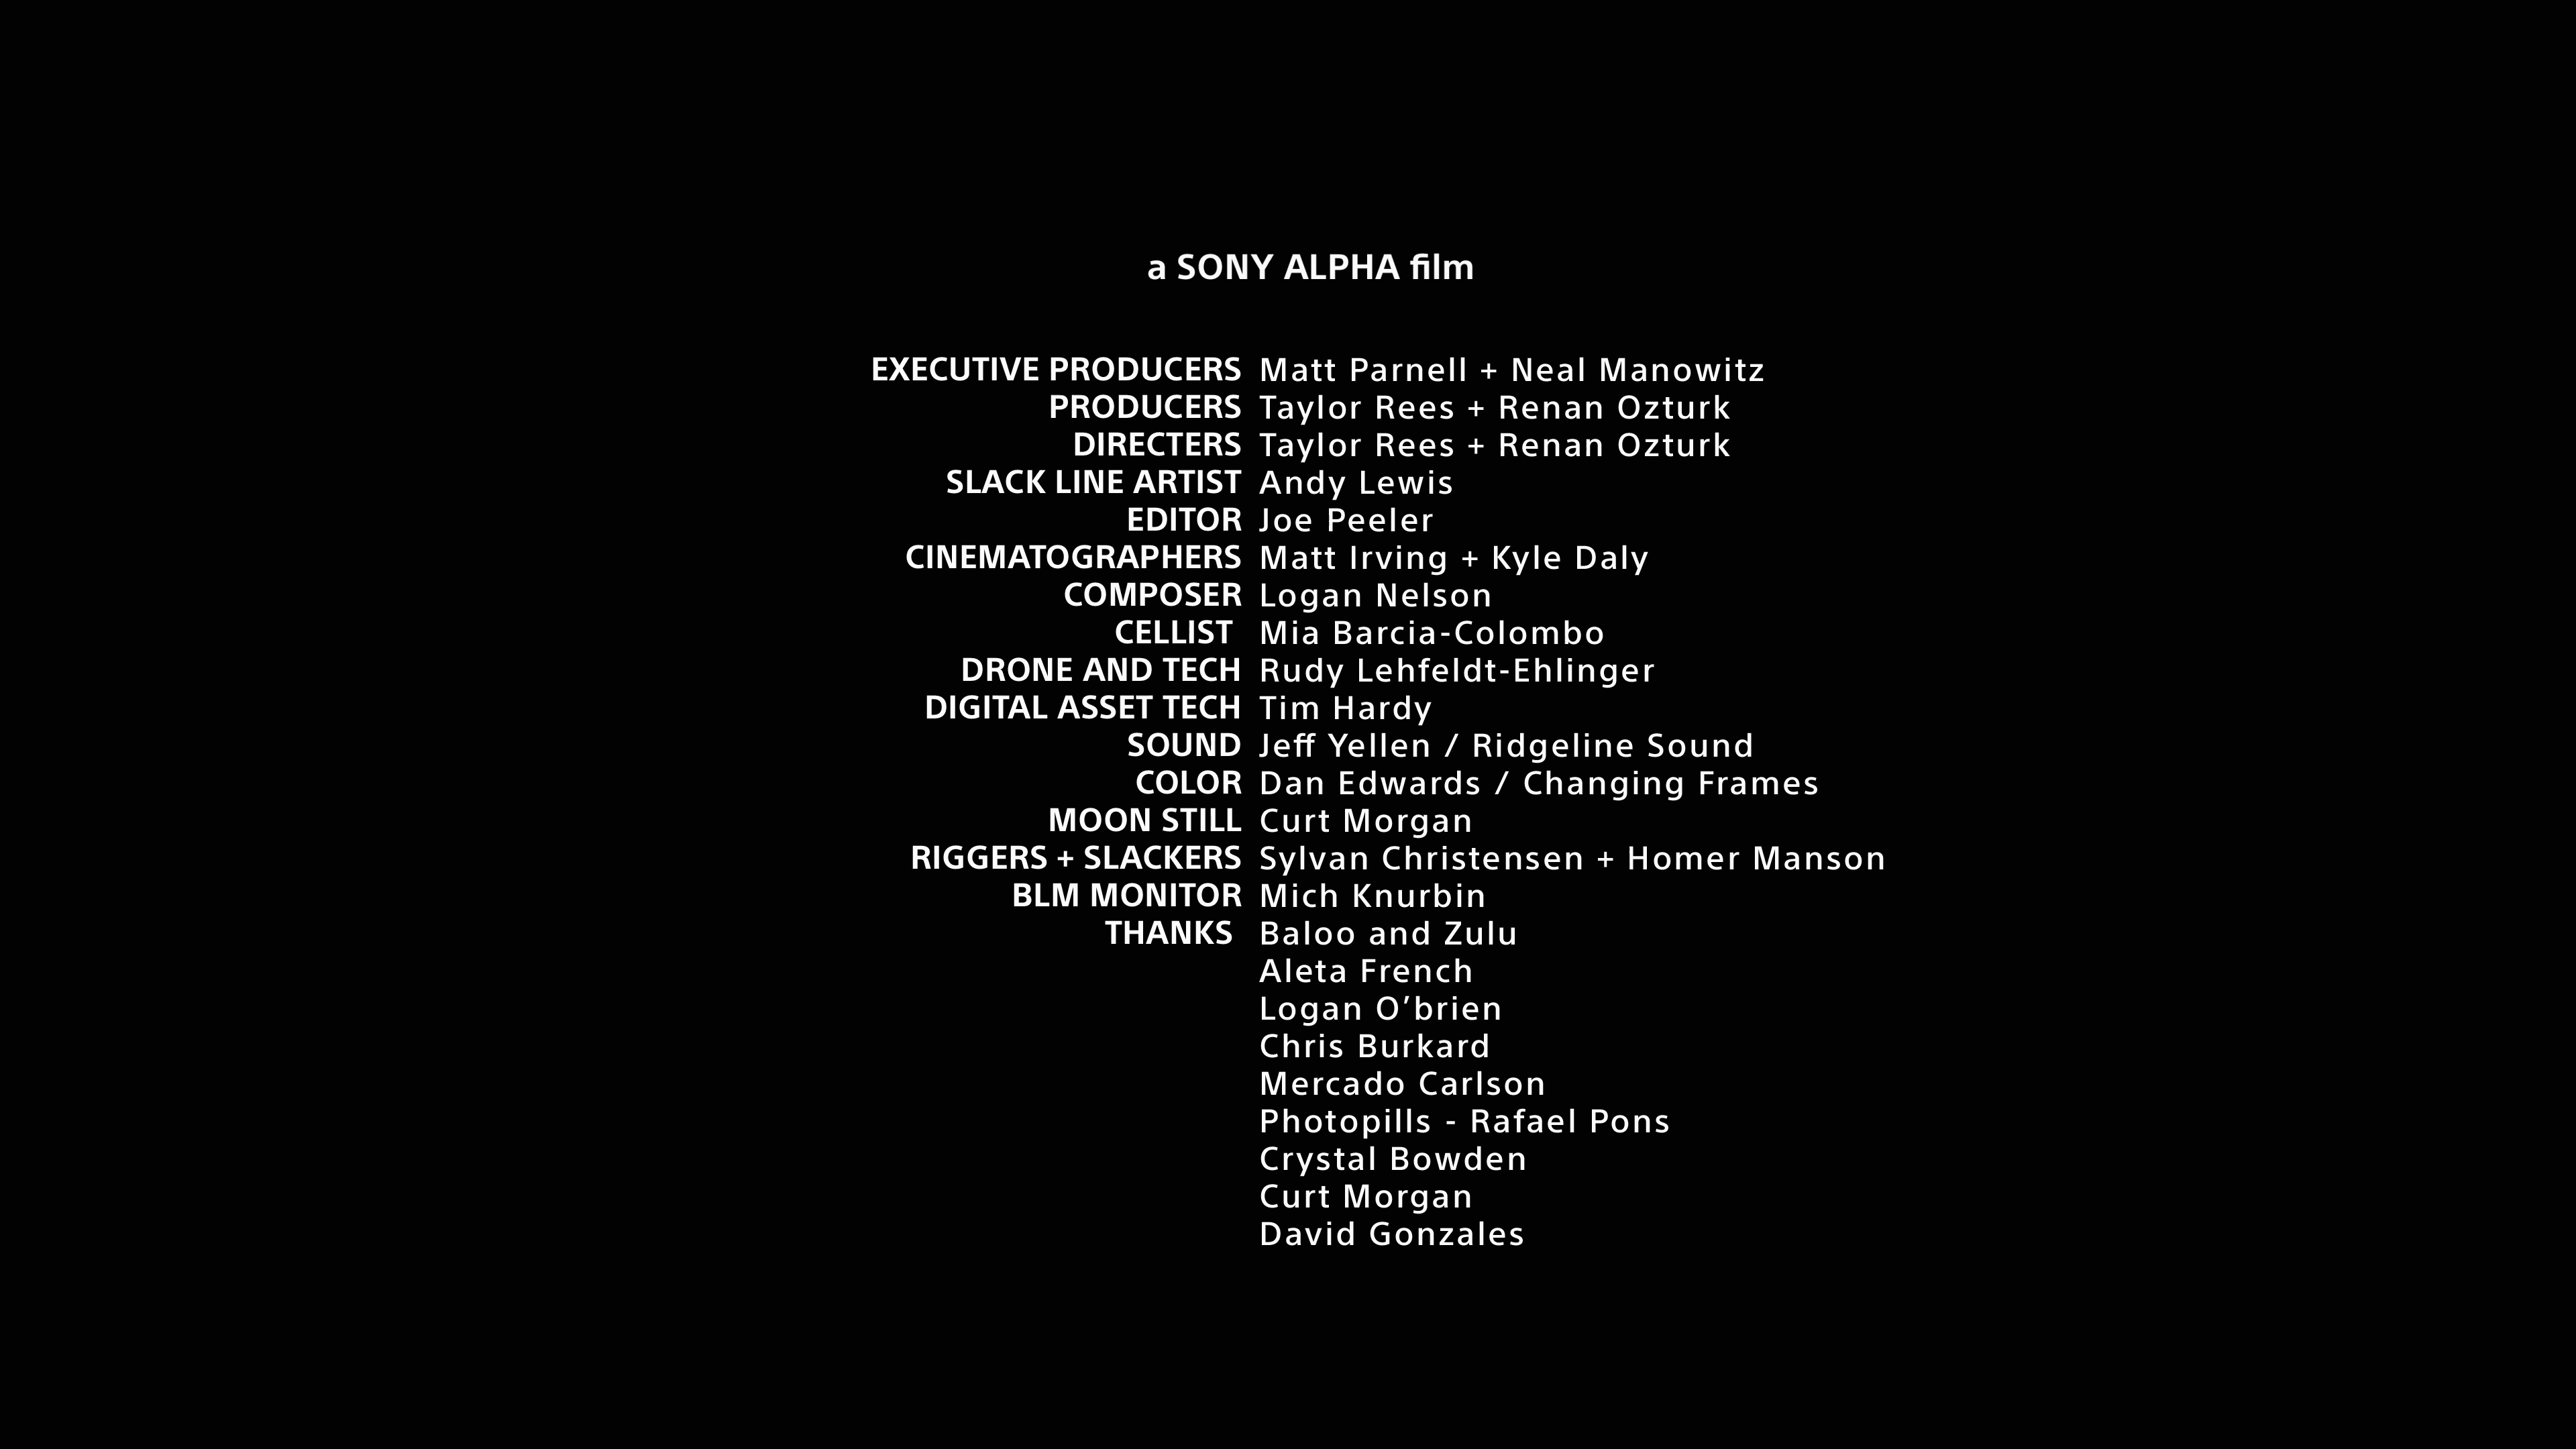 a SONY ALPHA film
EXECUTIVE PRODUCERS Matt Parnell + Neal Manowitz
PRODUCERS Taylor Rees + Renan Ozturk
DIRECTERS Taylor Rees + Renan Ozturk
SLACK LINE ARTIST Andy Lewis
EDITOR Joe Peeler
CINEMATOGRAPHERS Matt Irving + Kyle Daly
COMPOSER Logan Nelson
CELLIST Mia Barcia-Colombo
DRONE AND TECH Rudy Lehfeldt-Ehlinger
DIGITAL ASSET TECH Tim Hardy
SOUND Jeff Yellen / Ridgeline Sound
COLOR Dan Edwards / Changing Frames
MOON STILL Curt Morgan
RIGGERS + SLACKERS Sylvan Christensen + Homer Manson
BLM MONITOR Mich Knurbin
THANKS Baloo and Zulu
Aleta French
Logan O’brien
Chris Burkard
Mercado Carlson
Photopills - Rafael Pons
Crystal Bowden
Curt Morgan
David Gonzales